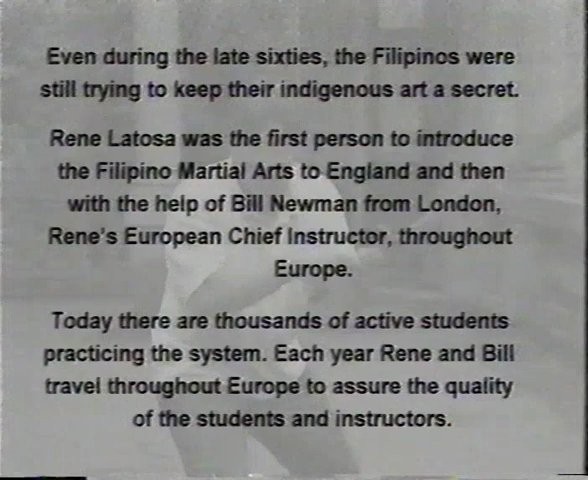 Even during the late sixties, the Filipinos were
still trying to keep their indigenous art a secret.
Rene Latosa was the first person to introduce
the Filipino Martial Arts to England and then
with the help of Bill Newman from London,
Rene's European Chief Instructor, throughout
Europe.
Today there are thousands of active students
practicing the system. Each year Rene and Bill
travel throughout Europe to assure the quality
of the students and instructors.